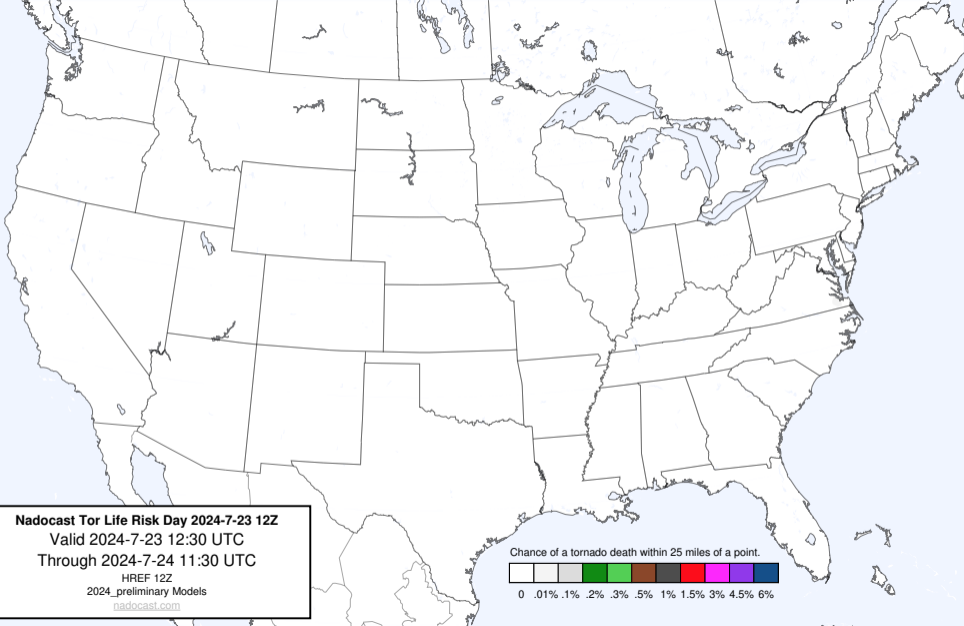 Nadocast Tor Life Risk Day 2024-7-23 12Z
Valid 2024-7-23 12:30 UTC
Through 2024-7-24 11:30 UTC
HREF 12Z
2024_preliminary Models
nadocast.com
Chance of a tornado death within 25 miles of a point.
0 .01% .1% .2% .3% .5% 1% 1.5% 3% 4.5% 6%